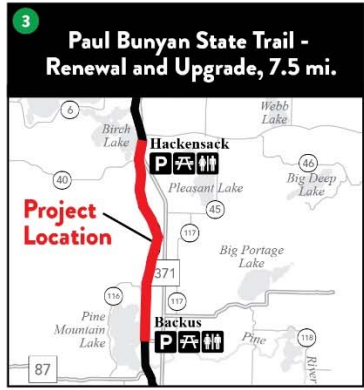 3
Paul Bunyan State Trail -
Renewal and Upgrade, 7.5 mi.
6
Webb
Lake
Birch
Lake
Hackensack
P
40
46
Pleasant Lake
Big Deep
Lake
45
Project
Location
117
Big Portage
Lake
371
116
117
Pine
Mountain
Lake
Backus
P
Pine
River
118
87